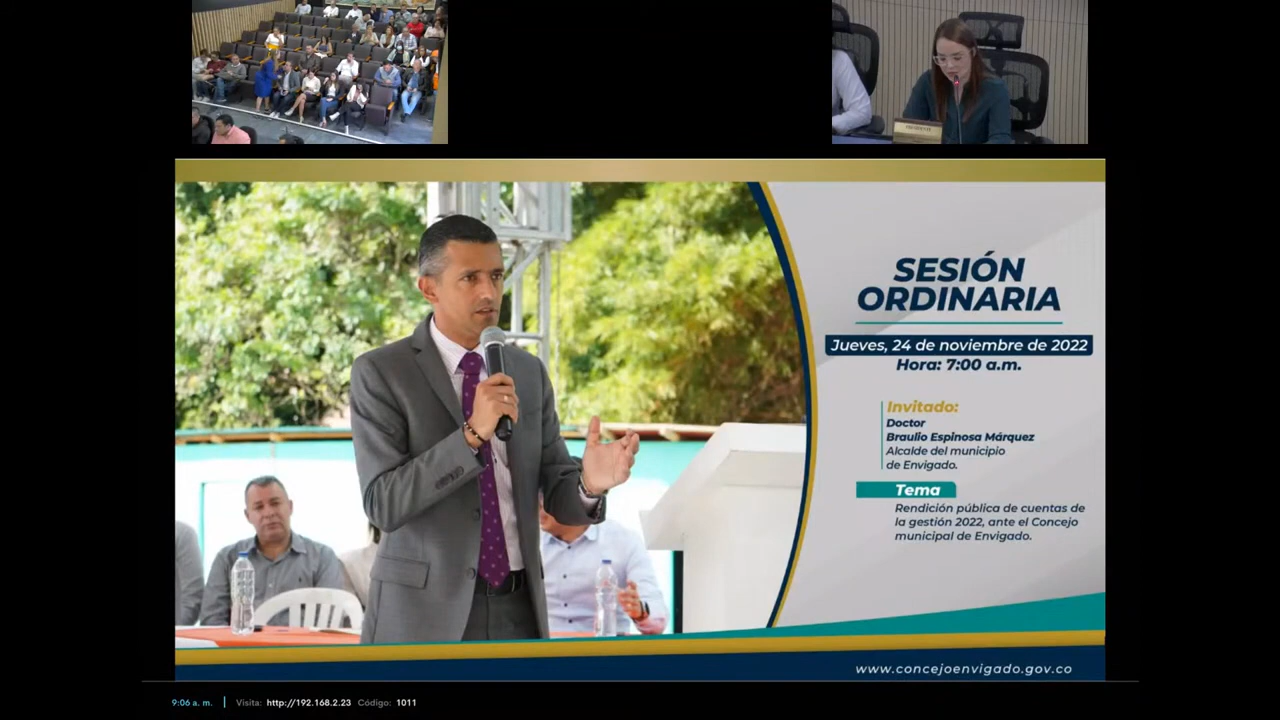 PRESIDENTE
SESIÓN
ORDINARIA
Jueves, 24 de noviembre de 2022
Hora: 7:00 a.m.
Invitado:
Doctor
Braulio Espinosa Márquez
Alcalde del municipio
de Envigado.
Tema
Rendición pública de cuentas de
la gestión 2022, ante el Concejo
municipal de Envigado.
www.concejoenvigado.gov.co
9:06 a. m. | Visita: http://192.168.2.23 Código: 1011